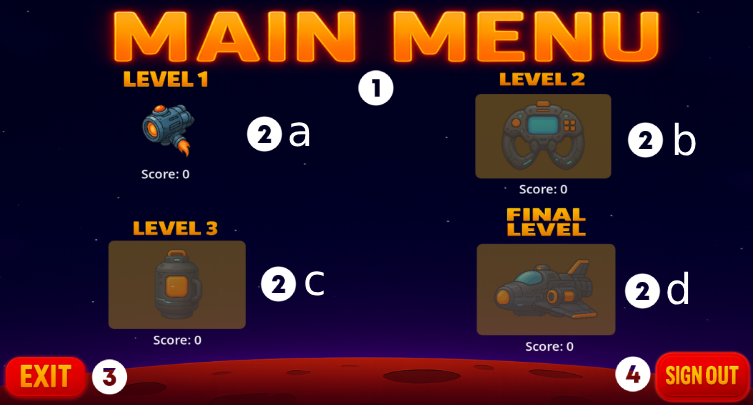 MAIN MENU
LEVEL 1
1
LEVEL 2
2 a
2 b
Score: 0
Score: 0
LEVEL 3
FINAL
LEVEL
2 c
2 d
Score: 0
Score: 0
EXIT
3
4
SIGN OUT